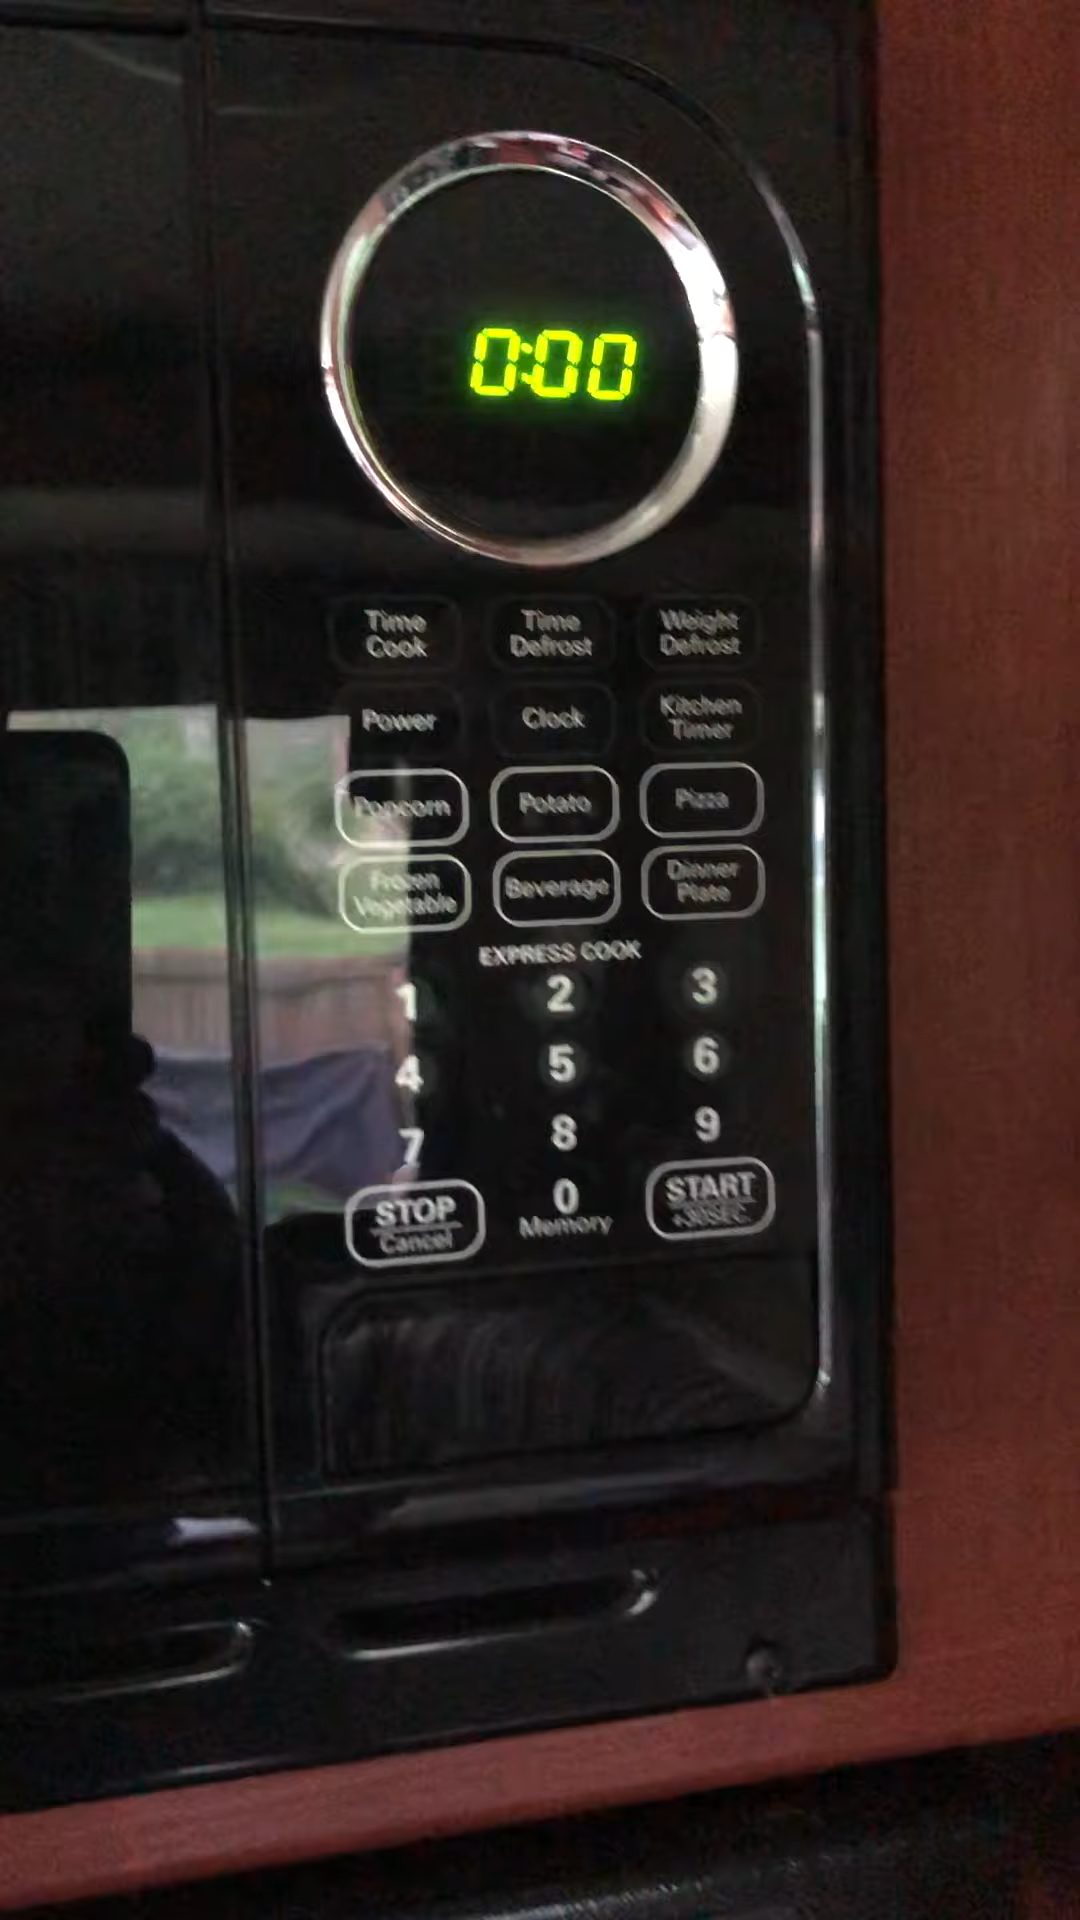 0:00
Time Cook
Time Defrost
Weight Defrost
Power
Clock
Kitchen Timer
Popcorn
Potato
Pizza
Frozen Vegetable
Beverage
Dinner Plate
EXPRESS COOK
1 2 3
4 5 6
7 8 9
STOP Cancel
0 Memory
START +30SEC.